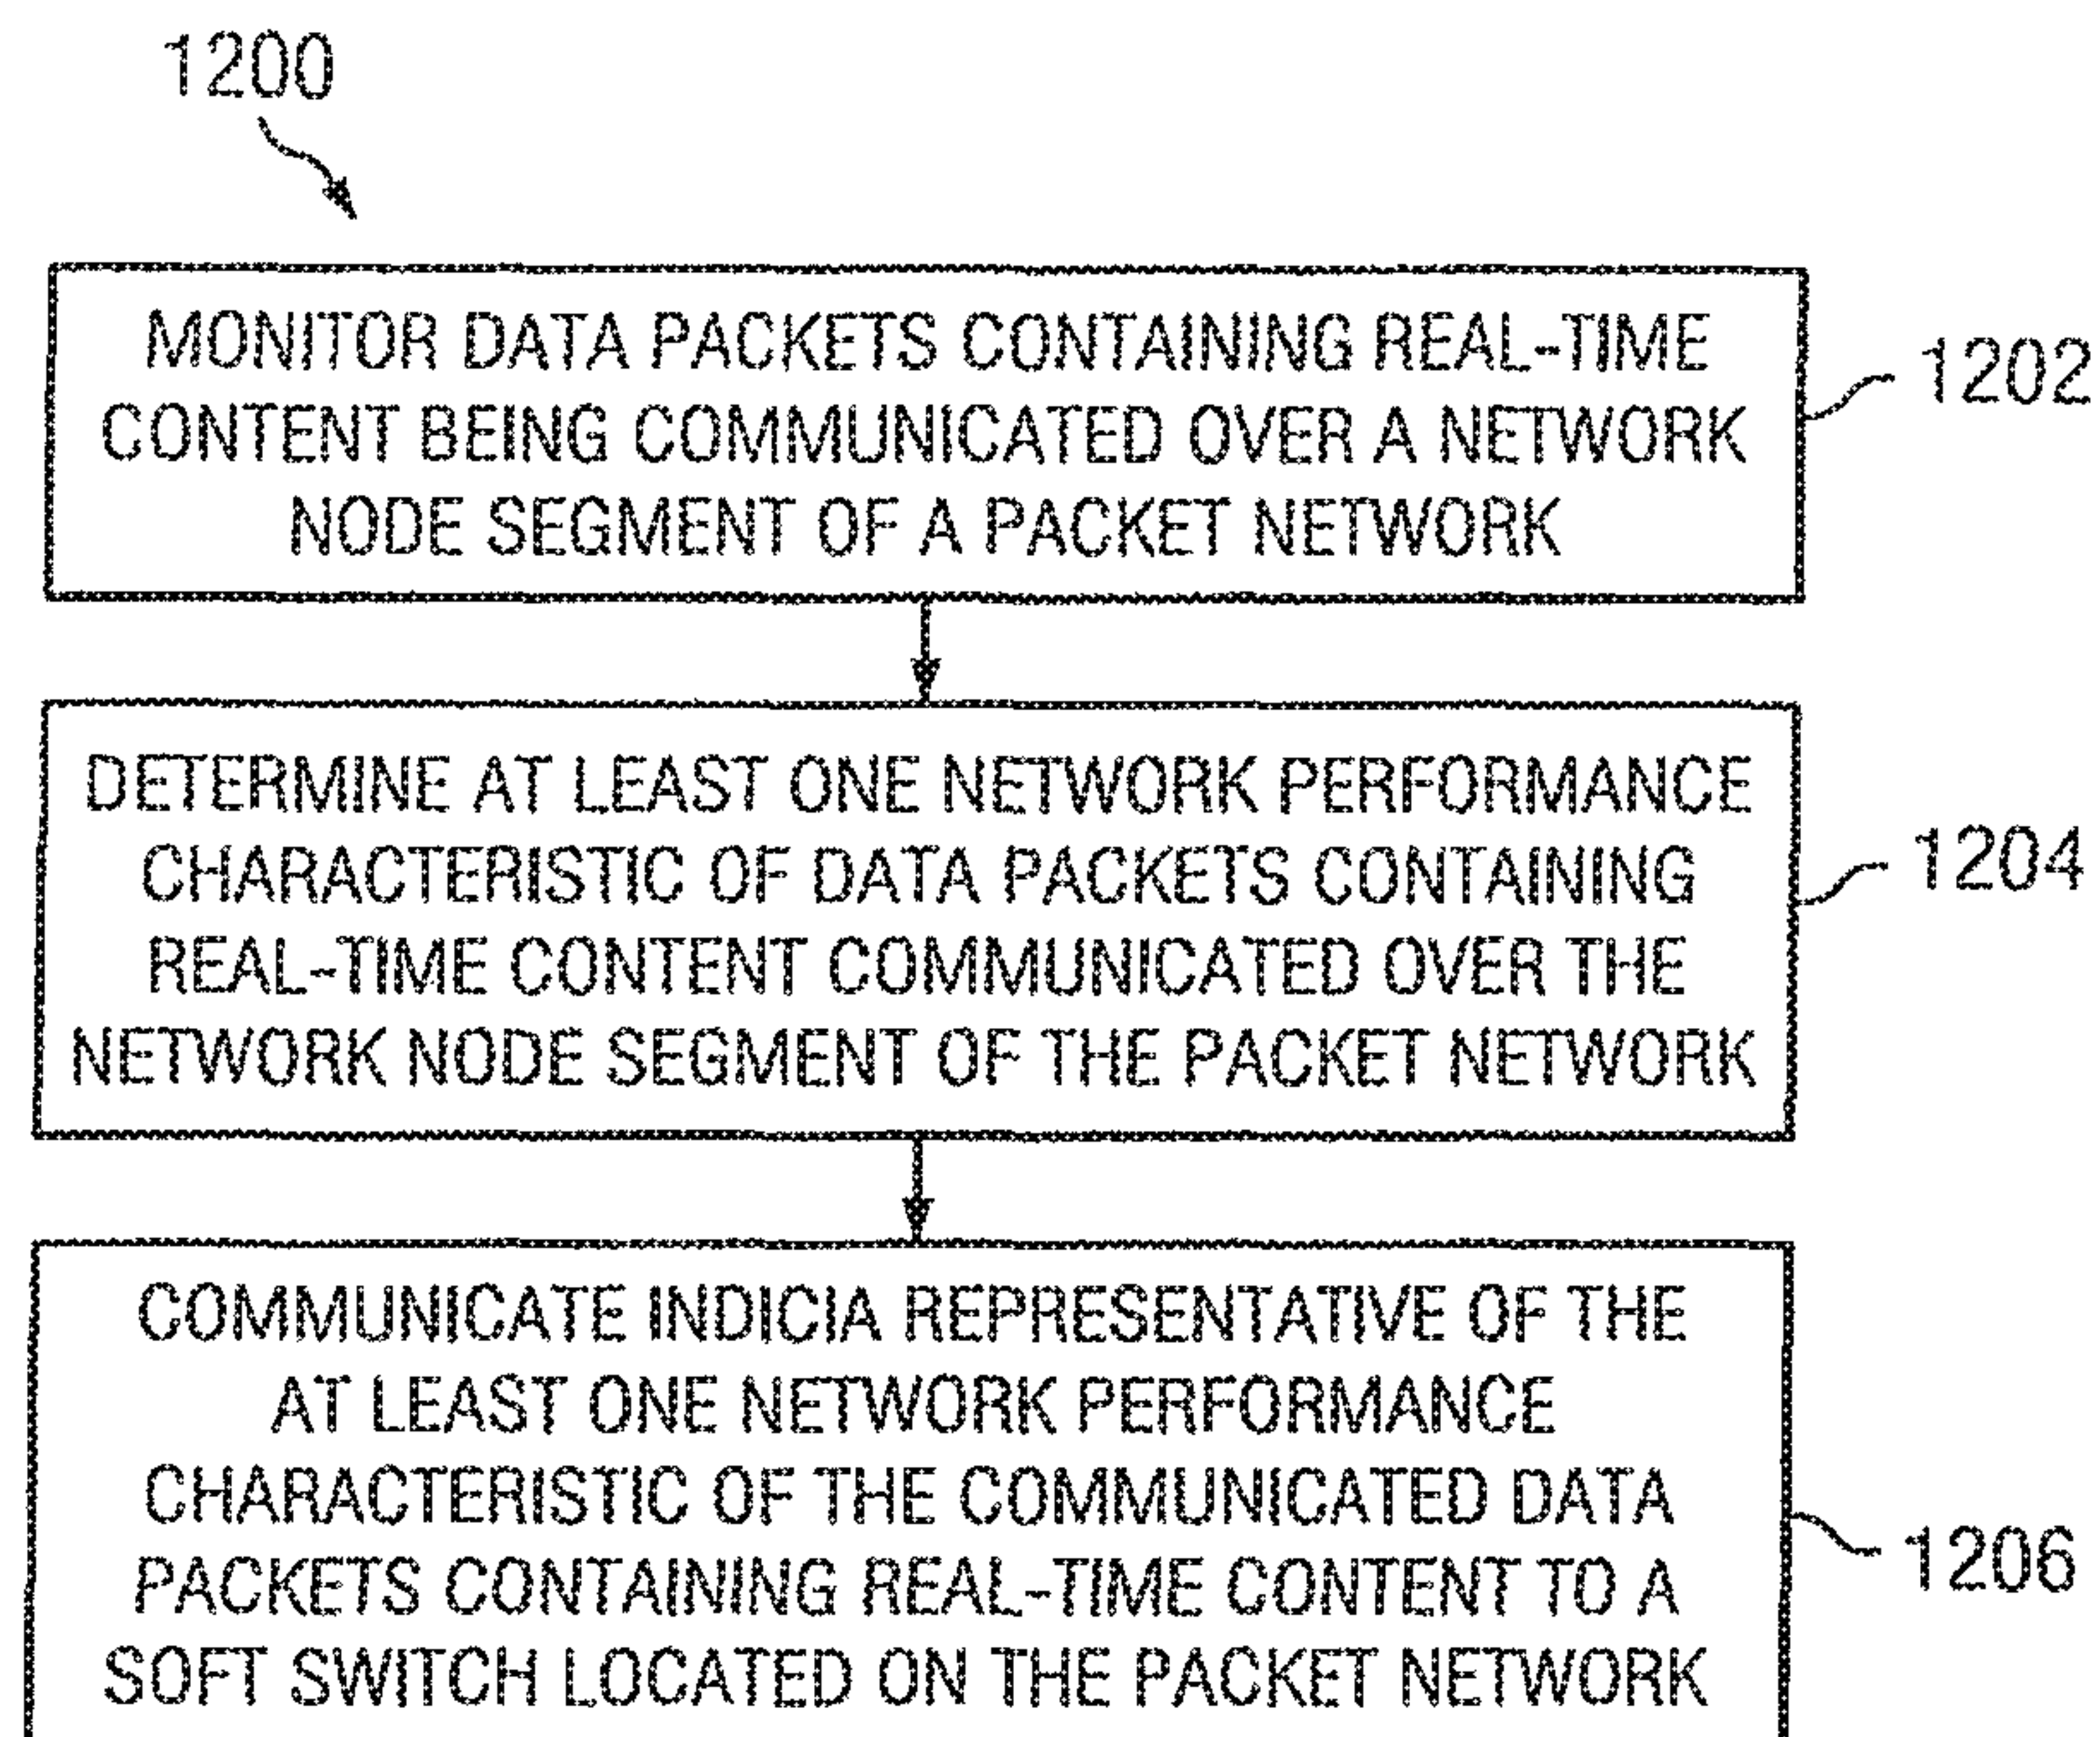 1200
MONITOR DATA PACKETS CONTAINING REAL-TIME
CONTENT BEING COMMUNICATED OVER A NETWORK
NODE SEGMENT OF A PACKET NETWORK
1202
DETERMINE AT LEAST ONE NETWORK PERFORMANCE
CHARACTERISTIC OF DATA PACKETS CONTAINING
REAL-TIME CONTENT COMMUNICATED OVER THE
NETWORK NODE SEGMENT OF THE PACKET NETWORK
1204
COMMUNICATE INDICIA REPRESENTATIVE OF THE
AT LEAST ONE NETWORK PERFORMANCE
CHARACTERISTIC OF THE COMMUNICATED DATA
PACKETS CONTAINING REAL-TIME CONTENT TO A
SOFT SWITCH LOCATED ON THE PACKET NETWORK
1206